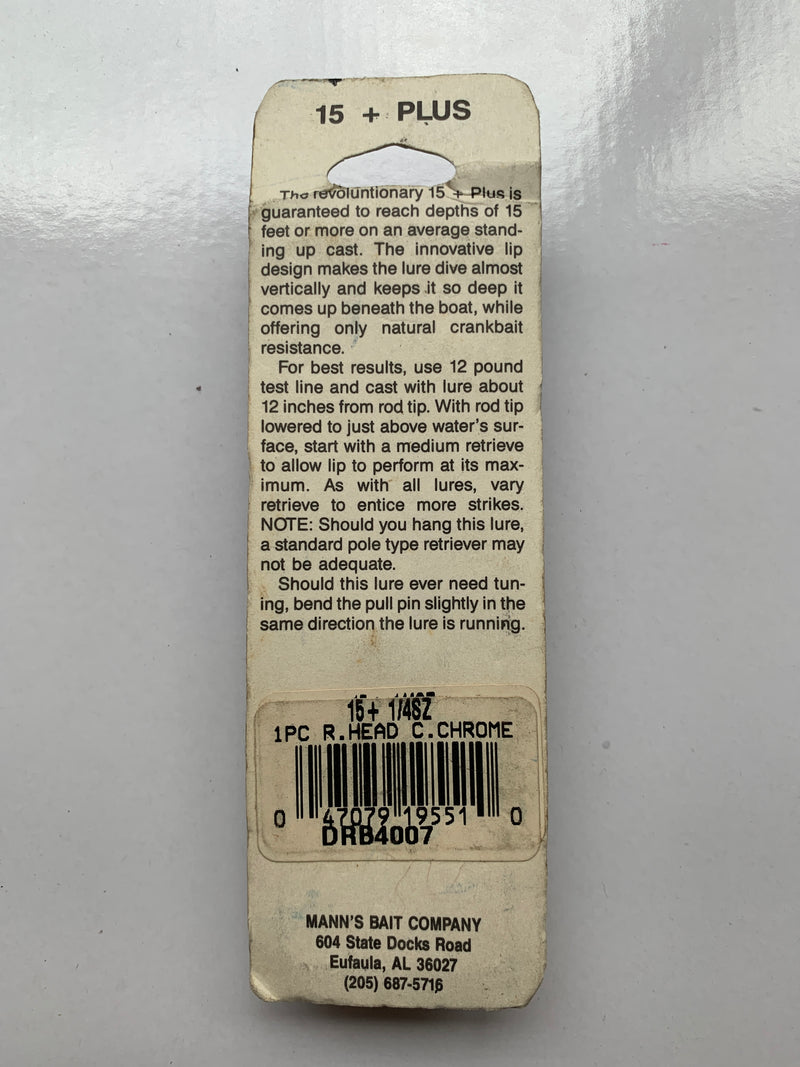 15 + PLUS
The revoluntionary 15 + Plus is
guaranteed to reach depths of 15
feet or more on an average stand-
ing up cast. The innovative lip
design makes the lure dive almost
vertically and keeps it so deep it
comes up beneath the boat, while
offering only natural crankbait
resistance.
For best results, use 12 pound
test line and cast with lure about
12 inches from rod tip. With rod tip
lowered to just above water's sur-
face, start with a medium retrieve
to allow lip to perform at its max-
imum. As with all lures, vary
retrieve to entice more strikes.
NOTE: Should you hang this lure,
a standard pole type retriever may
not be adequate.
Should this lure ever need tun-
ing, bend the pull pin slightly in the
same direction the lure is running.
15+ 1/4SZ
1PC R.HEAD C.CHROME
0 47079 19551 0
DRB4007
MANN'S BAIT COMPANY
604 State Docks Road
Eufaula, AL 36027
(205) 687-5716